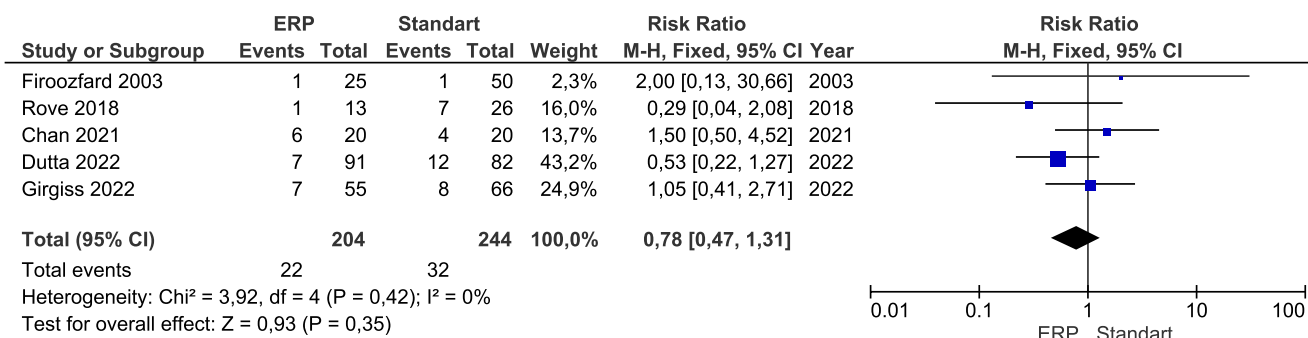 ERP Standart Risk Ratio Risk Ratio
Study or Subgroup Events Total Events Total Weight M-H, Fixed, 95% CI Year M-H, Fixed, 95% CI
Firoozfard 2003 1 25 1 50 2,3% 2,00 [0,13, 30,66] 2003
Rove 2018 1 13 7 26 16,0% 0,29 [0,04, 2,08] 2018
Chan 2021 6 20 4 20 13,7% 1,50 [0,50, 4,52] 2021
Dutta 2022 7 91 12 82 43,2% 0,53 [0,22, 1,27] 2022
Girgiss 2022 7 55 8 66 24,9% 1,05 [0,41, 2,71] 2022
Total (95% CI) 204 244 100,0% 0,78 [0,47, 1,31]
Total events 22 32
Heterogeneity: Chi² = 3,92, df = 4 (P = 0,42); I² = 0%
Test for overall effect: Z = 0,93 (P = 0,35)
0.01 0.1 1 10 100
ERP Standart